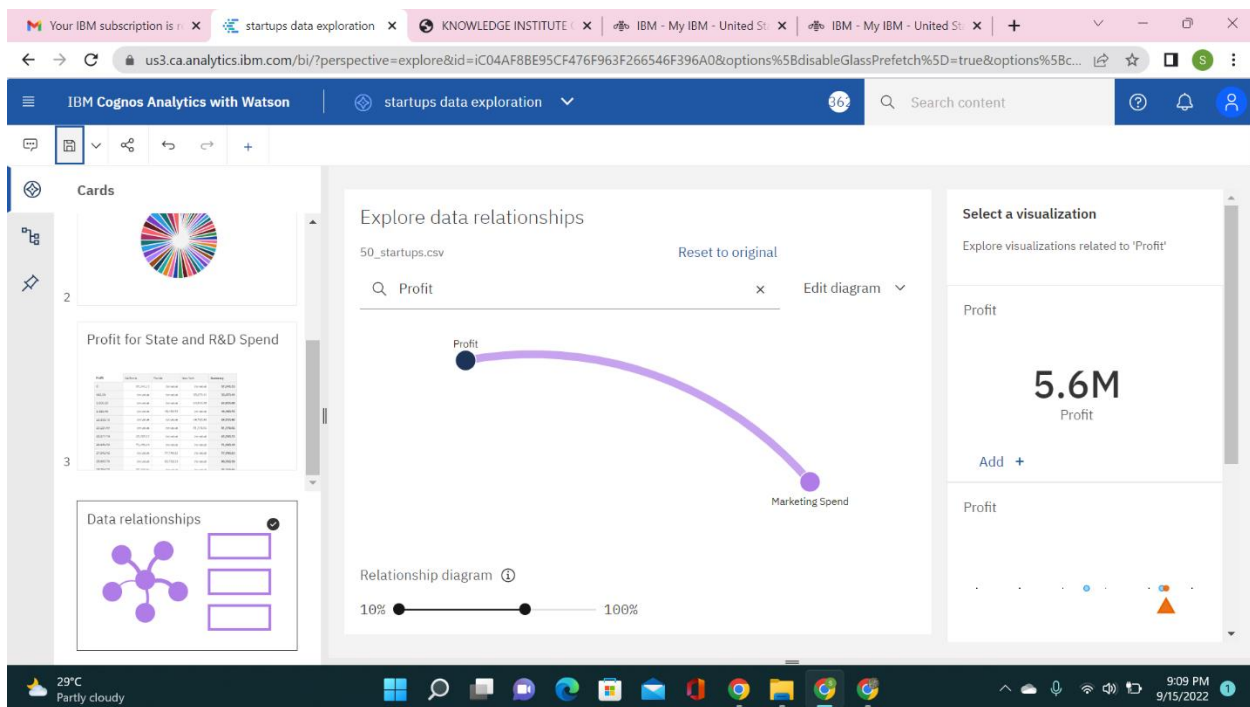 Your IBM subscription is r
startups data exploration
KNOWLEDGE INSTITUTE
IBM - My IBM - United St
IBM - My IBM - United St
us3.ca.analytics.ibm.com/bi/?perspective=explore&id=iC04AF8BE95CF476F963F266546F396A0&options%5BdisableGlassPrefetch%5D=true&options%5Bc...
S
IBM Cognos Analytics with Watson
startups data exploration
362
Search content
Cards
2
Profit for State and R&D Spend
3
Data relationships
Explore data relationships
50_startups.csv
Reset to original
Profit
Edit diagram
Profit
Marketing Spend
Relationship diagram
10%
100%
Select a visualization
Explore visualizations related to 'Profit'
Profit
5.6M
Profit
Add +
Profit
29°C
Partly cloudy
9:09 PM
9/15/2022
1